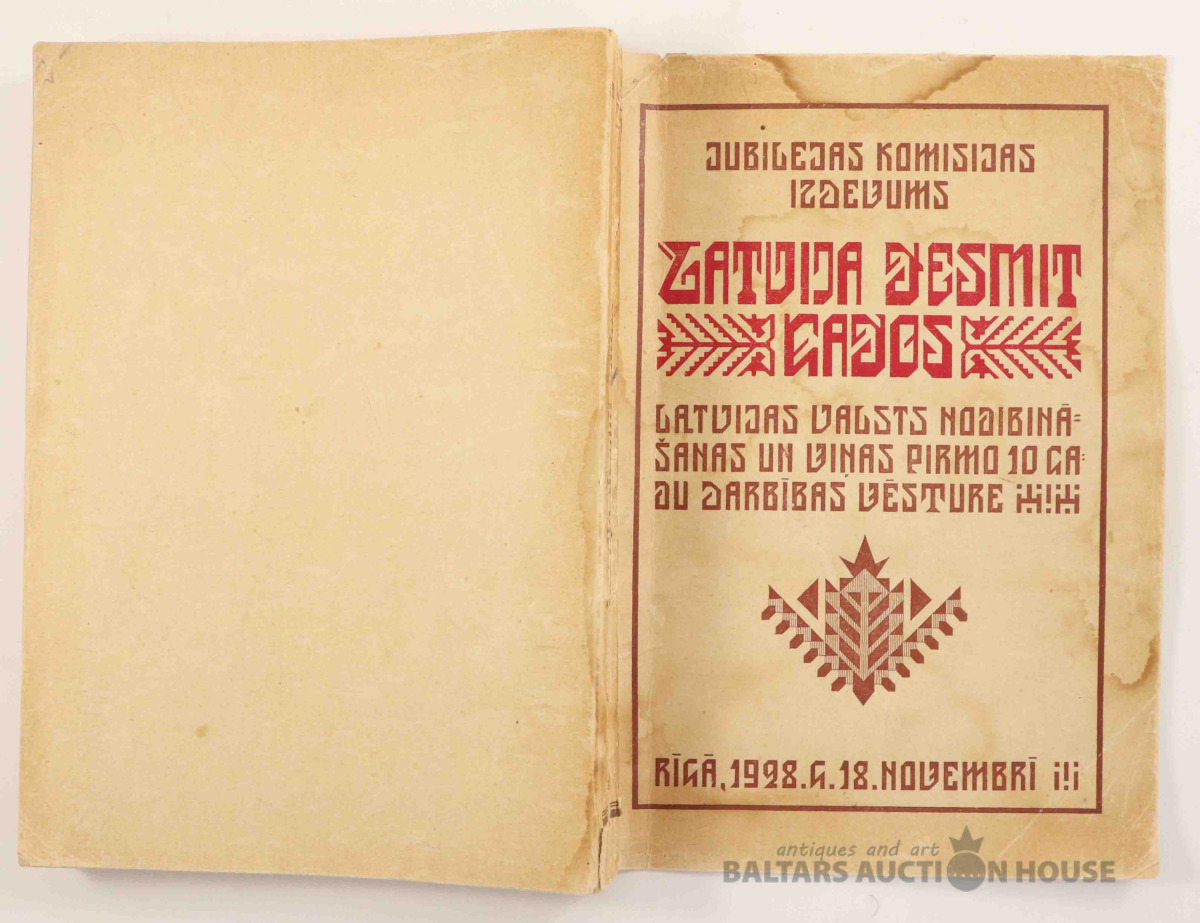 JUBILEJAS KOMISIJAS
IZDEVUMS
LATVIJA DESMIT
GADOS
LATVIJAS VALSTS NODIBINĀ=
ŠANAS UN VIŅAS PIRMO 10 GA=
DU DARBĪBAS VĒSTURE
RĪGĀ, 1928. G. 18. NOVEMBRĪ
antiques and art
BALTARS AUCTION HOUSE